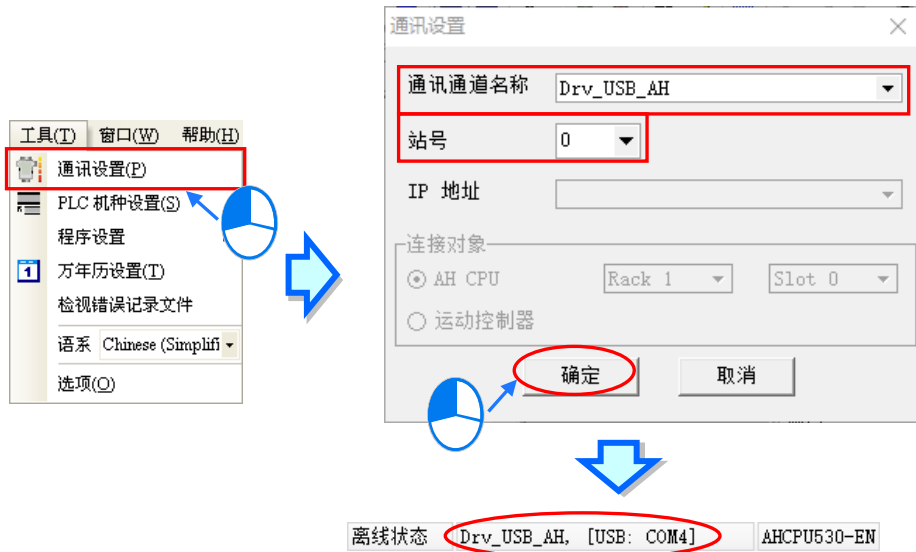 工具(T) 窗口(W) 帮助(H)
通讯设置(P)
PLC 机种设置(S)
程序设置
1 万年历设置(T)
检视错误记录文件
语系 Chinese (Simplifi
选项(O)
通讯设置
通讯通道名称 Drv_USB_AH
站号 0
IP 地址
连接对象
AH CPU Rack 1 Slot 0
运动控制器
确定 取消
离线状态 Drv_USB_AH, [USB: COM4] AHCPU530-EN